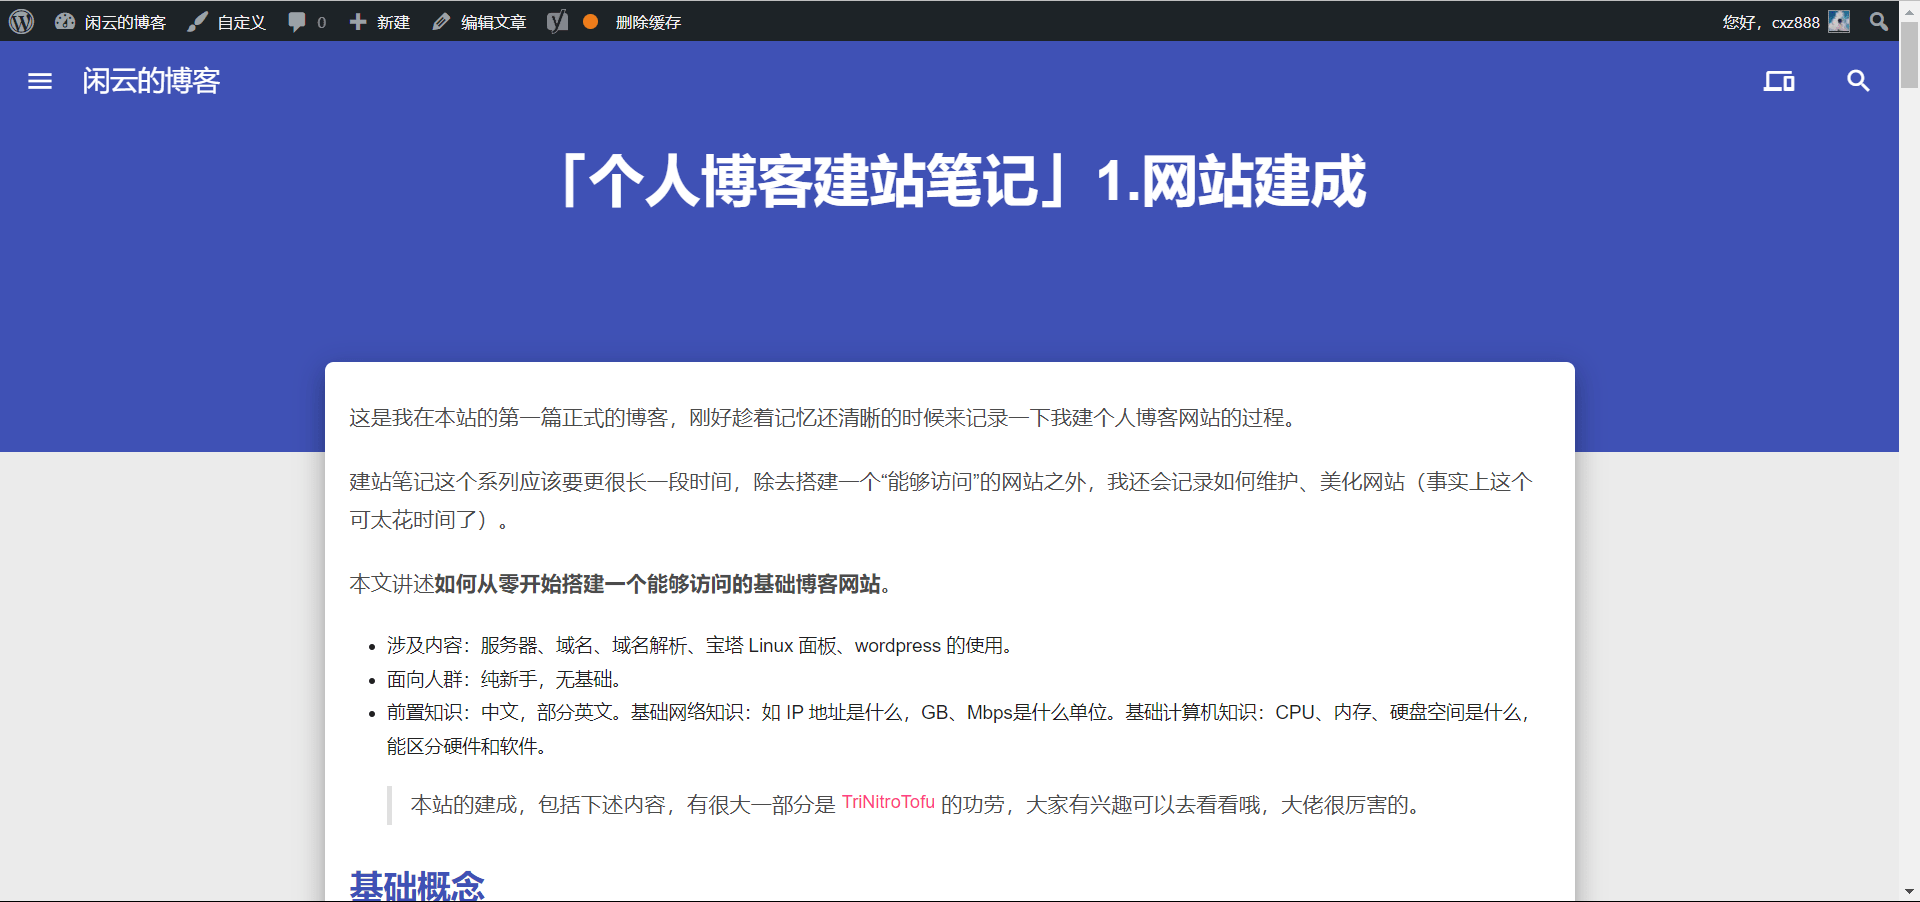 闲云的博客 自定义 0 新建 编辑文章 删除缓存 您好，cxz888
闲云的博客
「个人博客建站笔记」1.网站建成
这是我在本站的第一篇正式的博客，刚好趁着记忆还清晰的时候来记录一下我建个人博客网站的过程。
建站笔记这个系列应该要更很长一段时间，除去搭建一个“能够访问”的网站之外，我还会记录如何维护、美化网站（事实上这个
可太花时间了）。
本文讲述如何从零开始搭建一个能够访问的基础博客网站。
• 涉及内容：服务器、域名、域名解析、宝塔 Linux 面板、wordpress 的使用。
• 面向人群：纯新手，无基础。
• 前置知识：中文，部分英文。基础网络知识：如 IP 地址是什么，GB、Mbps是什么单位。基础计算机知识：CPU、内存、硬盘空间是什么，
能区分硬件和软件。
本站的建成，包括下述内容，有很大一部分是 TriNitroTofu 的功劳，大家有兴趣可以去看看哦，大佬很厉害的。
基础概念